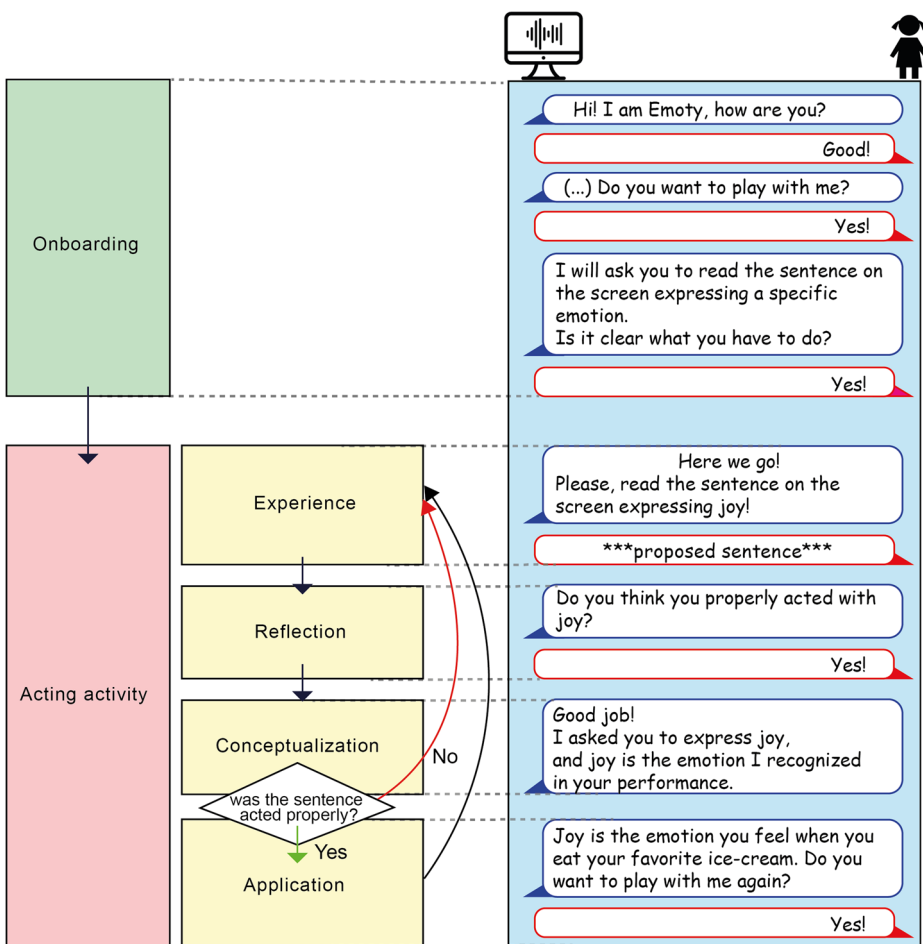 Onboarding
Hi! I am Emoty, how are you?
Good!
(...) Do you want to play with me?
Yes!
I will ask you to read the sentence on
the screen expressing a specific
emotion.
Is it clear what you have to do?
Yes!
Acting activity
Experience
Here we go!
Please, read the sentence on the
screen expressing joy!
***proposed sentence***
Reflection
Do you think you properly acted with
joy?
Yes!
Conceptualization
No
Good job!
I asked you to express joy,
and joy is the emotion I recognized
in your performance.
was the sentence
acted properly?
Yes
Application
Joy is the emotion you feel when you
eat your favorite ice-cream. Do you
want to play with me again?
Yes!